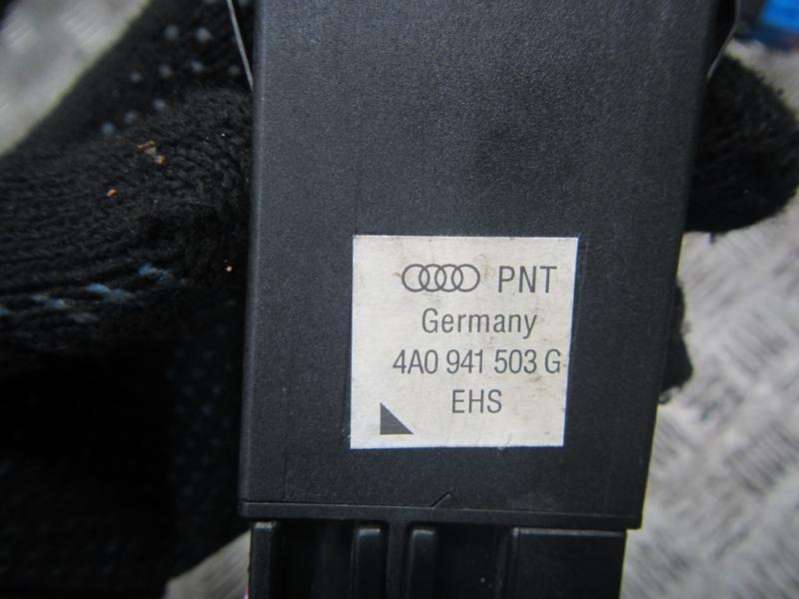 PNT
Germany
4A0 941 503 G
EHS